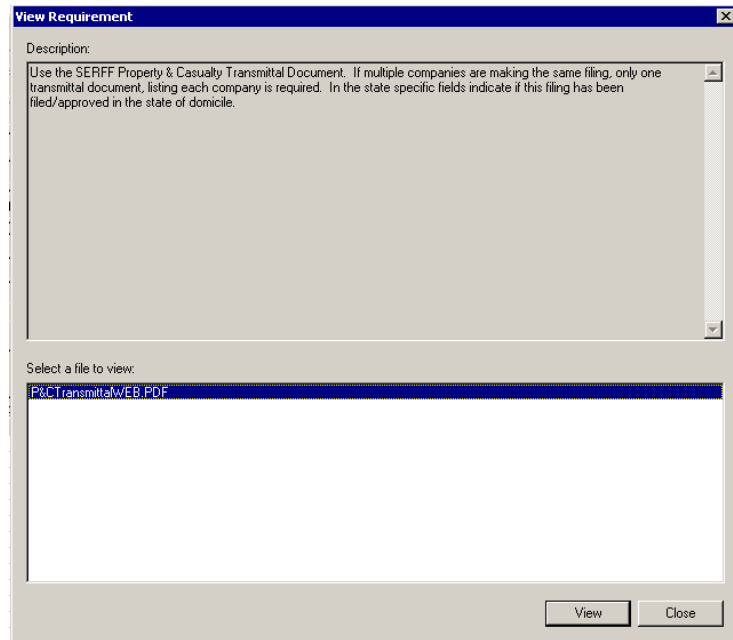 View Requirement
Description:
Use the SERFF Property & Casualty Transmittal Document.  If multiple companies are making the same filing, only one
transmittal document, listing each company is required.  In the state specific fields indicate if this filing has been
filed/approved in the state of domicile.
Select a file to view:
P&CTransmittalWEB.PDF
View
Close